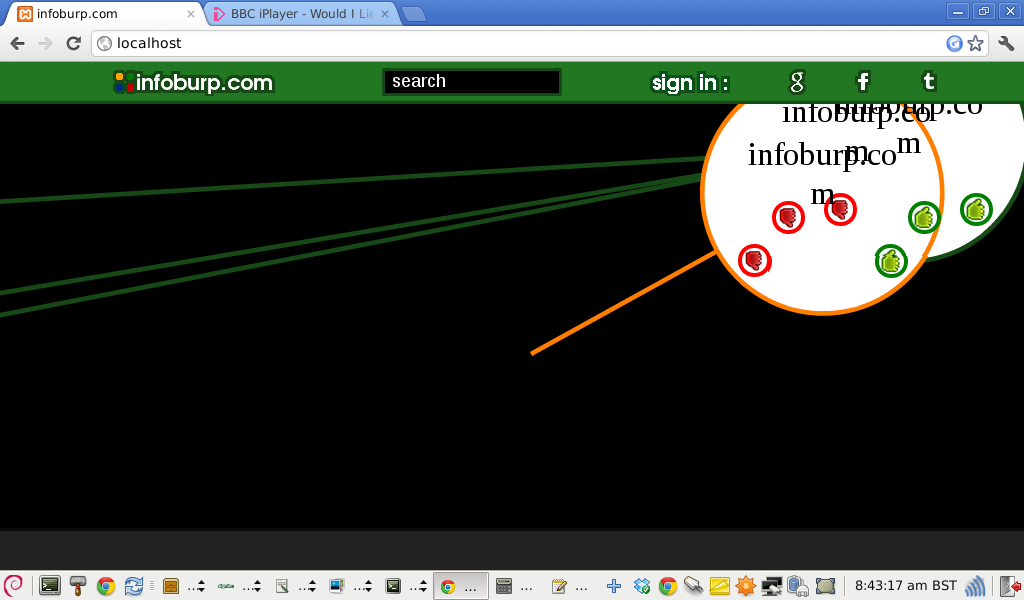 infoburp.com
BBC iPlayer - Would I Lie
localhost
infoburp.com
search
sign in :
g
f
t
infoburp.co
m
infoburp.co
m
infoburp.co
m
...
...
...
...
...
...
...
...
8:43:17 am BST